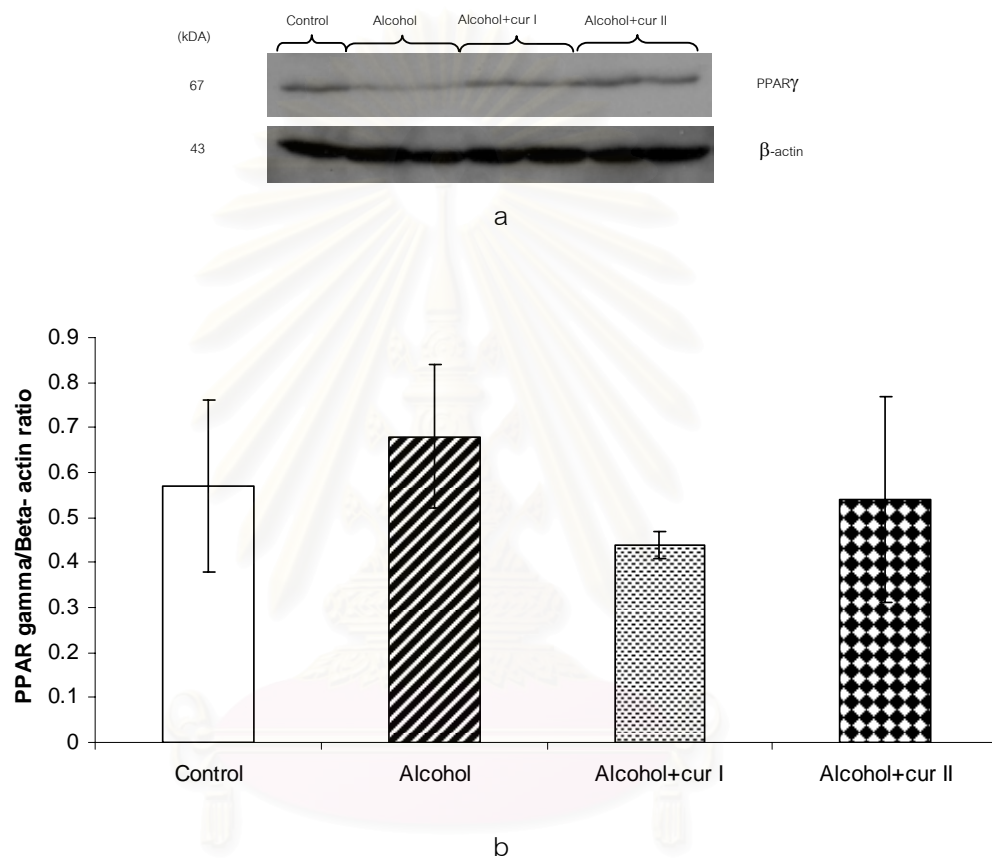 Control Alcohol Alcohol+cur I Alcohol+cur II
(kDA)
67 PPARγ
43 β-actin
a
PPAR gamma/Beta- actin ratio
0.9
0.8
0.7
0.6
0.5
0.4
0.3
0.2
0.1
0
Control Alcohol Alcohol+cur I Alcohol+cur II
b